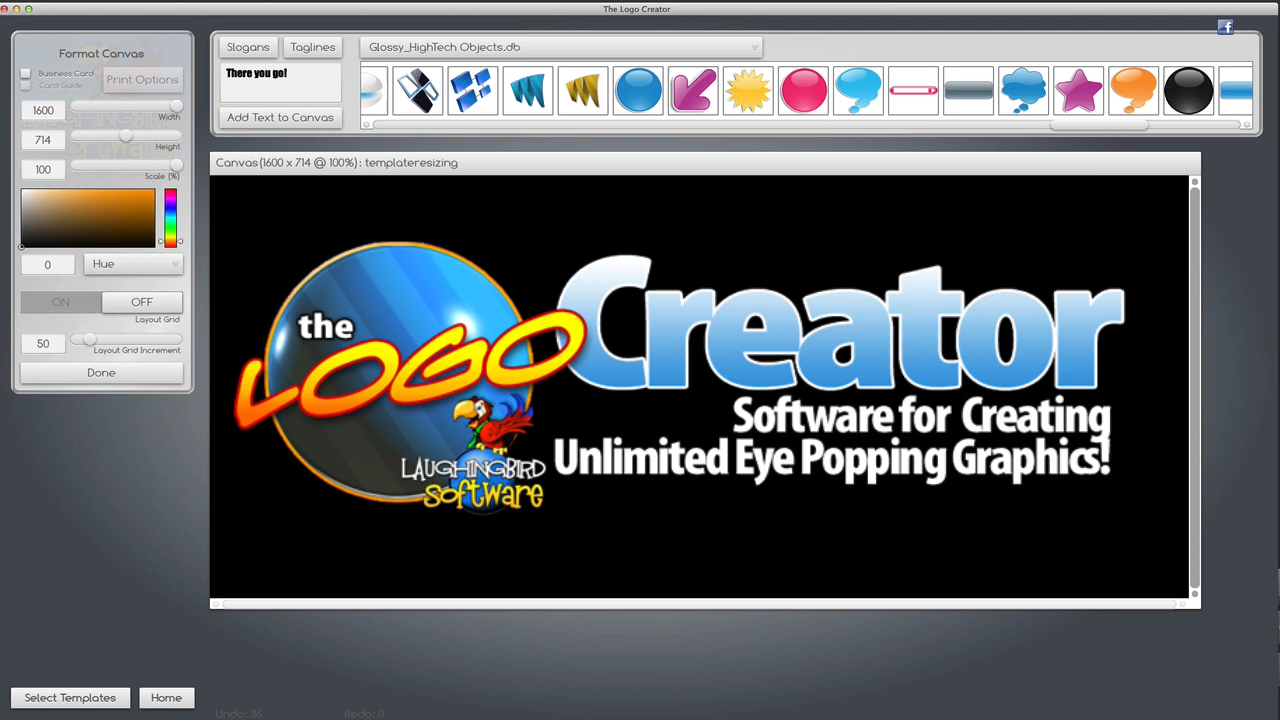 The Logo Creator
Format Canvas
Business Card
Card Guide
Print Options
1600
Width
714
Height
100
Scale (%)
0
Hue
ON
OFF
Layout Grid
50
Layout Grid Increment
Done
Slogans
Taglines
There you go!
Add Text to Canvas
Glossy_HighTech Objects.db
f
Canvas (1600 x 714 @ 100%) : templateresizing
the
LOGO
Creator
Software for Creating
Unlimited Eye Popping Graphics!
LAUGHINGBIRD
software
Select Templates
Home
Undo: 36
Redo: 0